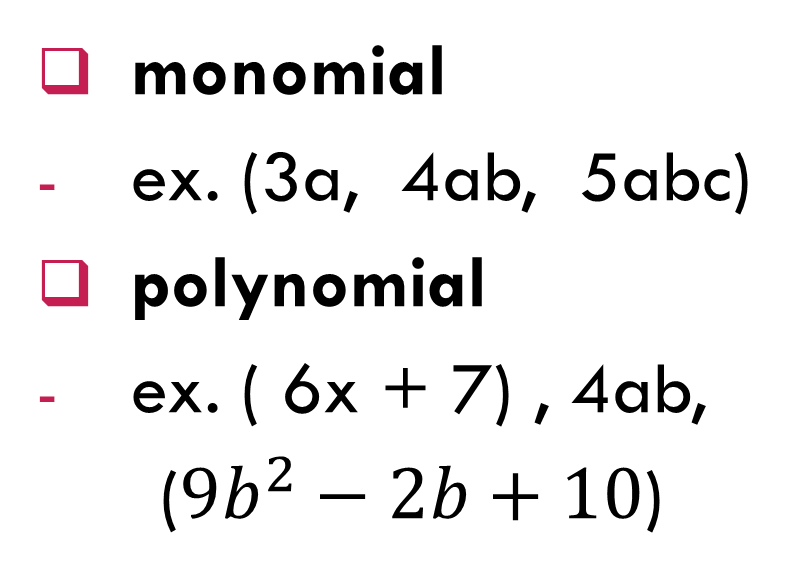 ❑ monomial
- ex. (3a, 4ab, 5abc)
❑ polynomial
- ex. ( 6x + 7) , 4ab,
(9b² − 2b + 10)